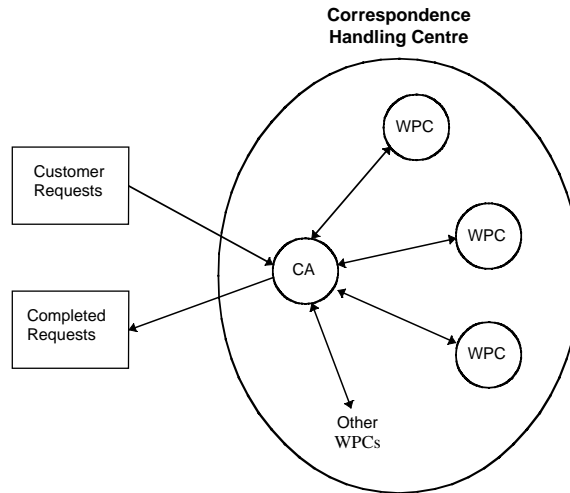 Correspondence
Handling Centre
WPC
Customer
Requests
WPC
CA
Completed
Requests
WPC
Other
WPCs